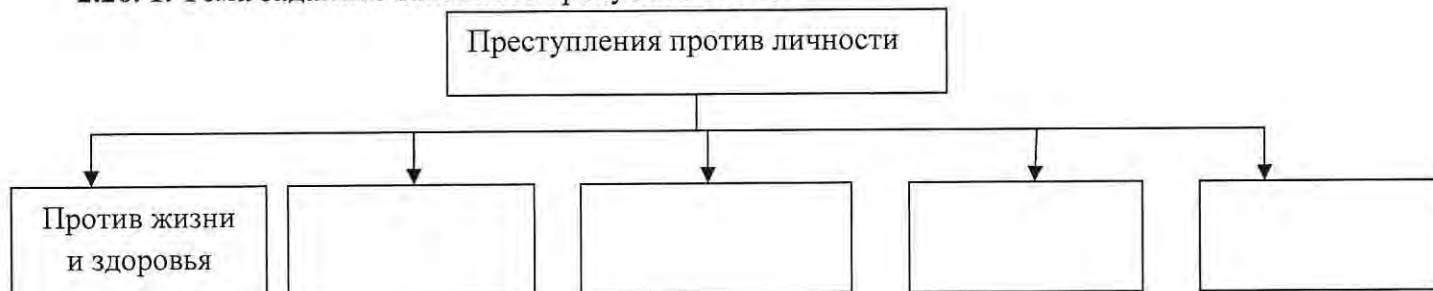 Преступления против личности
Против жизни
и здоровья